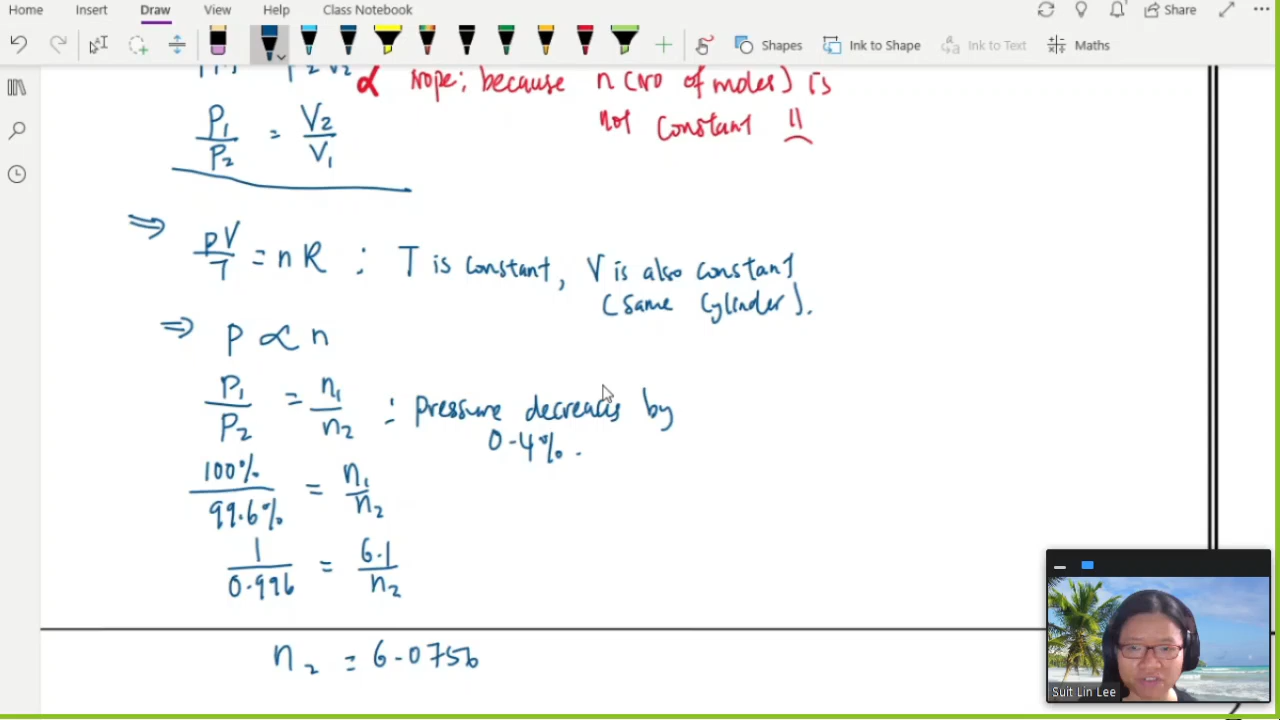 Home Insert Draw View Help Class Notebook Share
Shapes Ink to Shape Ink to Text Maths
∝ nope; because n (no of moles) is
not constant !!
P1/P2 = V2/V1
⇒ PV/T = nR : T is constant, V is also constant
(same cylinder).
⇒ P ∝ n
P1/P2 = n1/n2 : pressure decreases by
0.4%.
100%/99.6% = n1/n2
1/0.996 = 6.1/n2
n2 = 6.0756
Suit Lin Lee